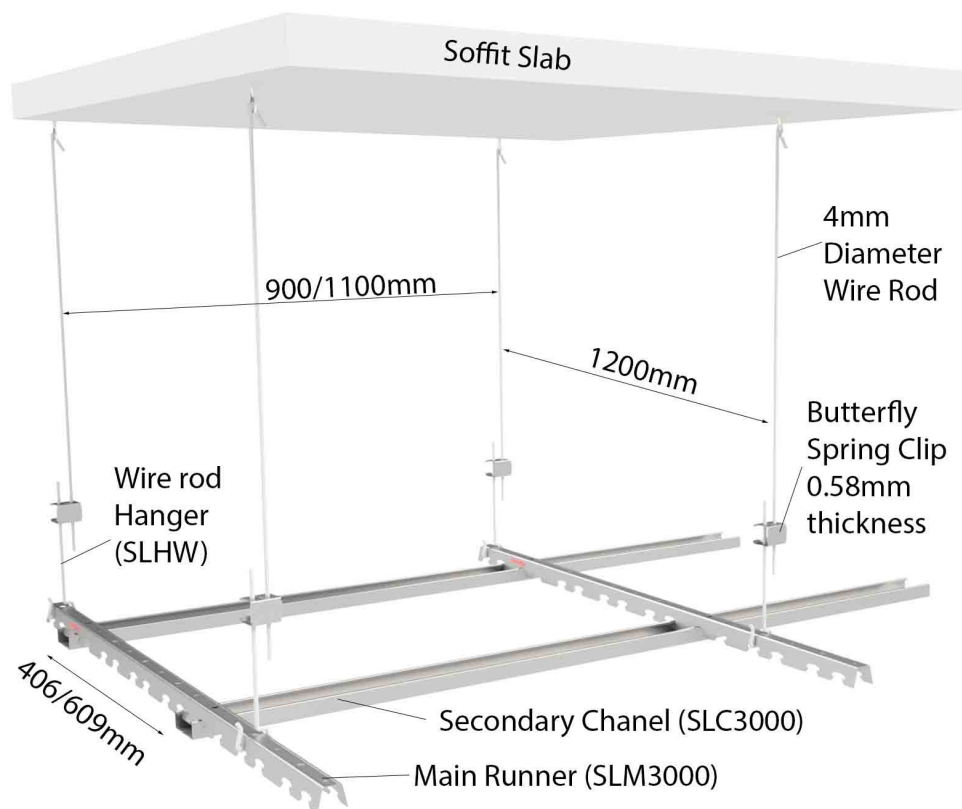 Soffit Slab
4mm
Diameter
Wire Rod
900/1100mm
1200mm
Butterfly
Spring Clip
0.58mm
thickness
Wire rod
Hanger
(SLHW)
406/609mm
Secondary Chanel (SLC3000)
Main Runner (SLM3000)